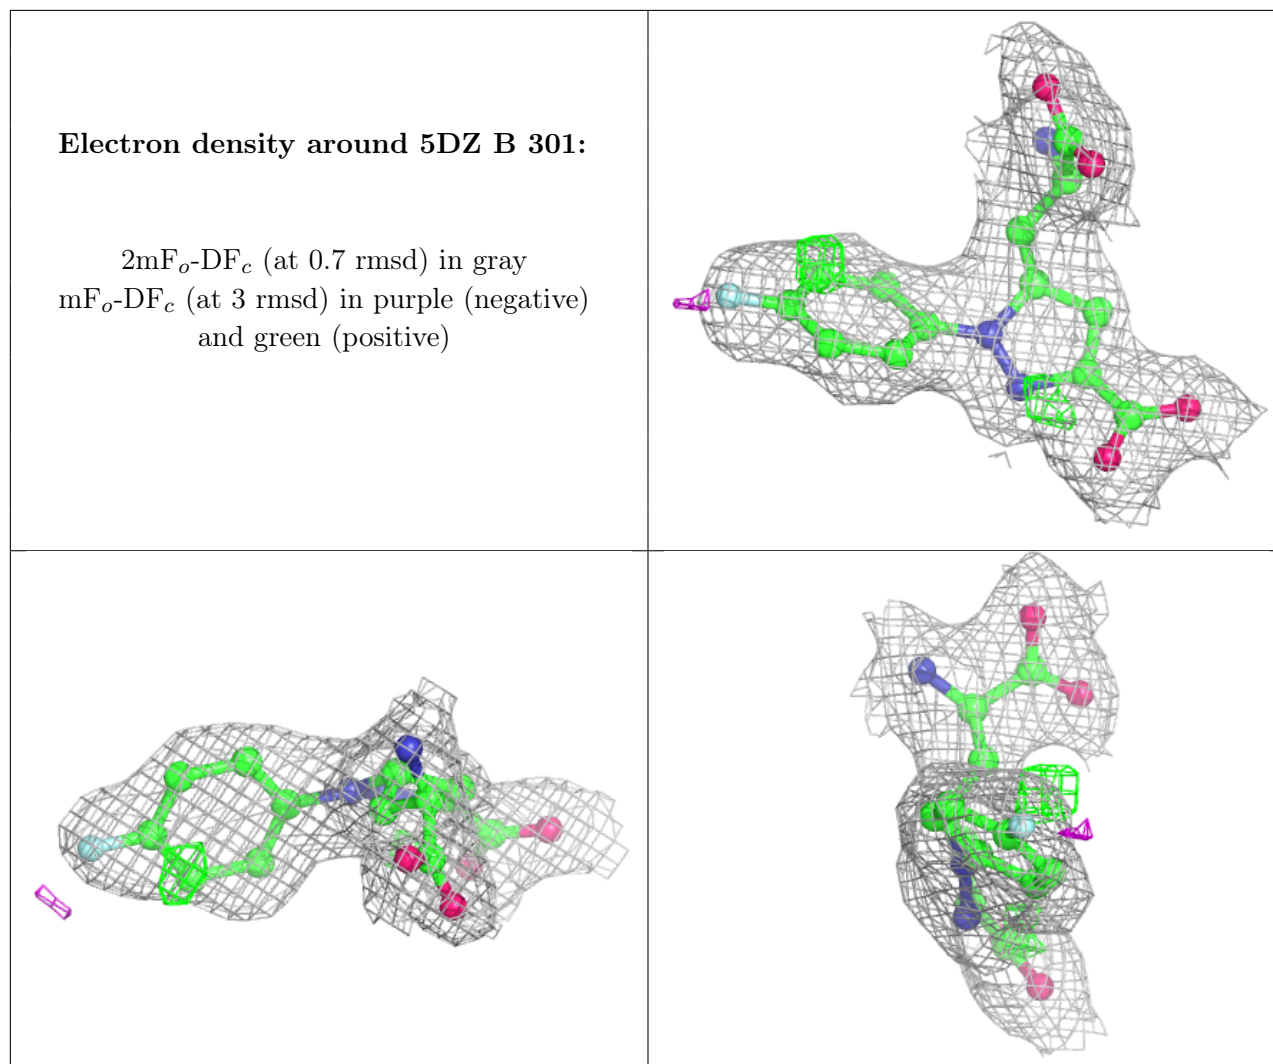 Electron density around 5DZ B 301:
2mFₒ-DF𝒸 (at 0.7 rmsd) in gray
mFₒ-DF𝒸 (at 3 rmsd) in purple (negative)
and green (positive)